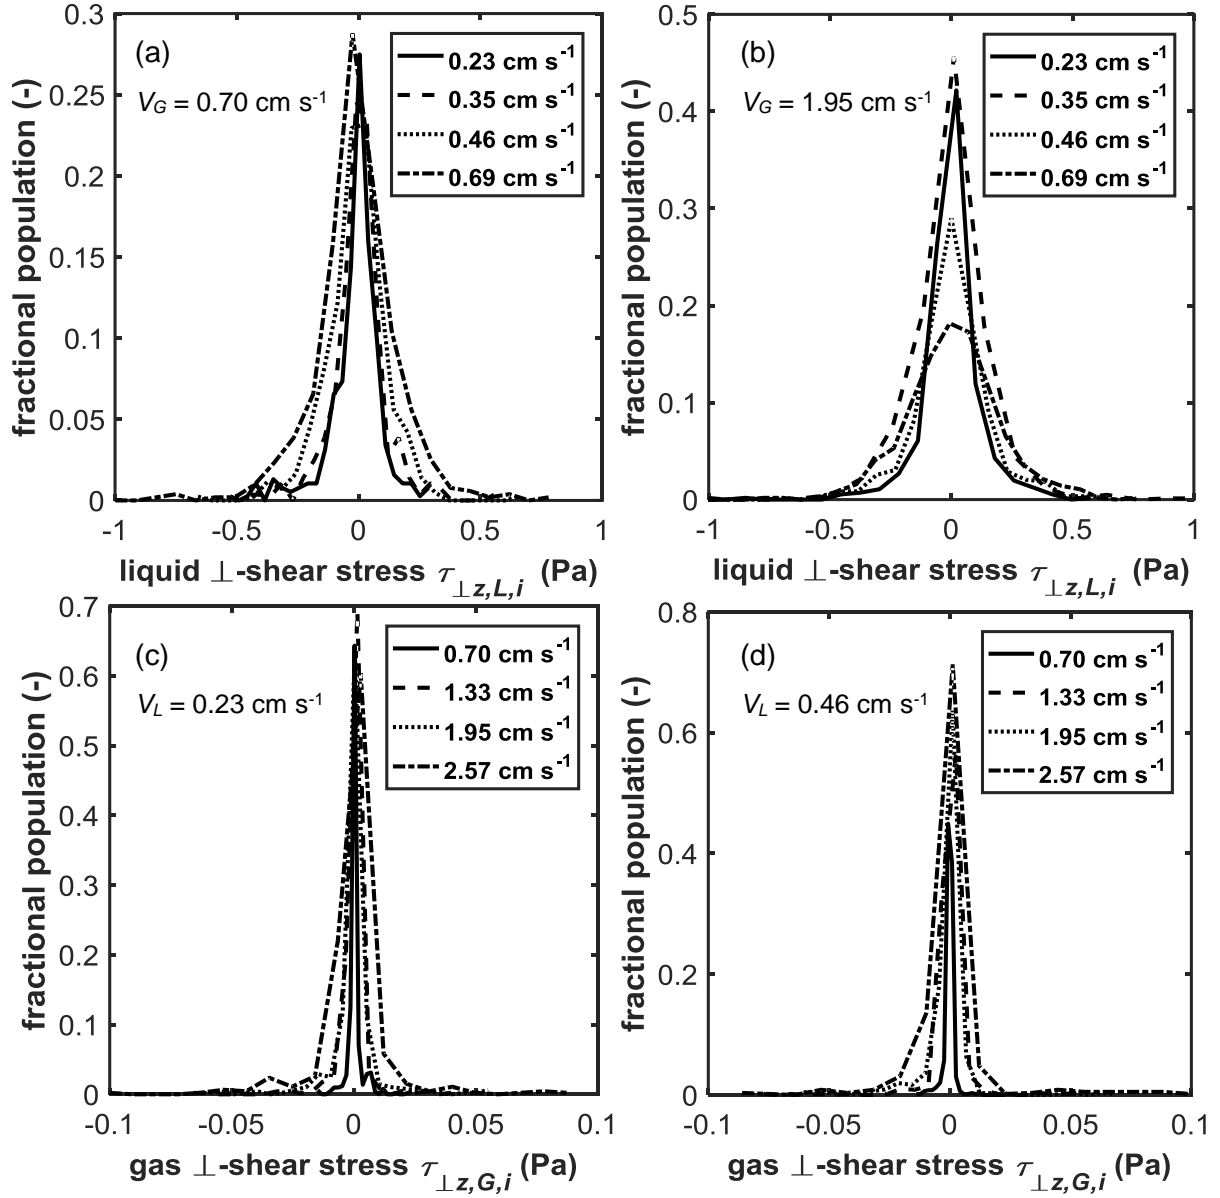 (a)
V_G = 0.70 cm s⁻¹
0.23 cm s⁻¹
0.35 cm s⁻¹
0.46 cm s⁻¹
0.69 cm s⁻¹
fractional population (-)
0.3
0.25
0.2
0.15
0.1
0.05
0
-1
-0.5
0
0.5
1
liquid ⊥-shear stress τ_⊥z,L,i (Pa)
(b)
V_G = 1.95 cm s⁻¹
0.23 cm s⁻¹
0.35 cm s⁻¹
0.46 cm s⁻¹
0.69 cm s⁻¹
fractional population (-)
0.5
0.4
0.3
0.2
0.1
0
-1
-0.5
0
0.5
1
liquid ⊥-shear stress τ_⊥z,L,i (Pa)
(c)
V_L = 0.23 cm s⁻¹
0.70 cm s⁻¹
1.33 cm s⁻¹
1.95 cm s⁻¹
2.57 cm s⁻¹
fractional population (-)
0.7
0.6
0.5
0.4
0.3
0.2
0.1
0
-0.1
-0.05
0
0.05
0.1
gas ⊥-shear stress τ_⊥z,G,i (Pa)
(d)
V_L = 0.46 cm s⁻¹
0.70 cm s⁻¹
1.33 cm s⁻¹
1.95 cm s⁻¹
2.57 cm s⁻¹
fractional population (-)
0.8
0.6
0.4
0.2
0
-0.1
-0.05
0
0.05
0.1
gas ⊥-shear stress τ_⊥z,G,i (Pa)